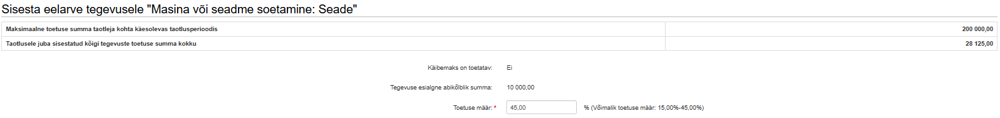 Sisesta eelarve tegevusele "Masina või seadme soetamine: Seade"
Maksimaalne toetuse summa taotleja kohta käesolevas taotlusperioodis 200 000,00
Taotlusele juba sisestatud kõigi tegevuste toetuse summa kokku 28 125,00
Käibemaks on toetatav: Ei
Tegevuse esialgne abikõlblik summa: 10 000,00
Toetuse määr: * 45,00 % (Võimalik toetuse määr: 15,00%-45,00%)